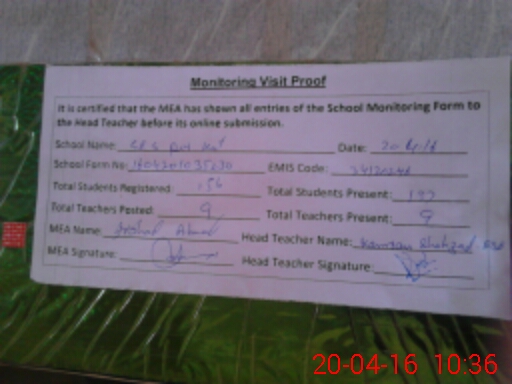 Monitoring Visit Proof
It is certified that the MEA has shown all entries of the School Monitoring Form to
the Head Teacher before its online submission.
School Name: Date: 20.4.16
School Form No: EMIS Code:
Total Students Registered: 156 Total Students Present:
Total Teachers Posted: 9 Total Teachers Present: 9
MEA Name: Head Teacher Name: Kamran Shahzad
MEA Signature: Head Teacher Signature:
20-04-16 10:36